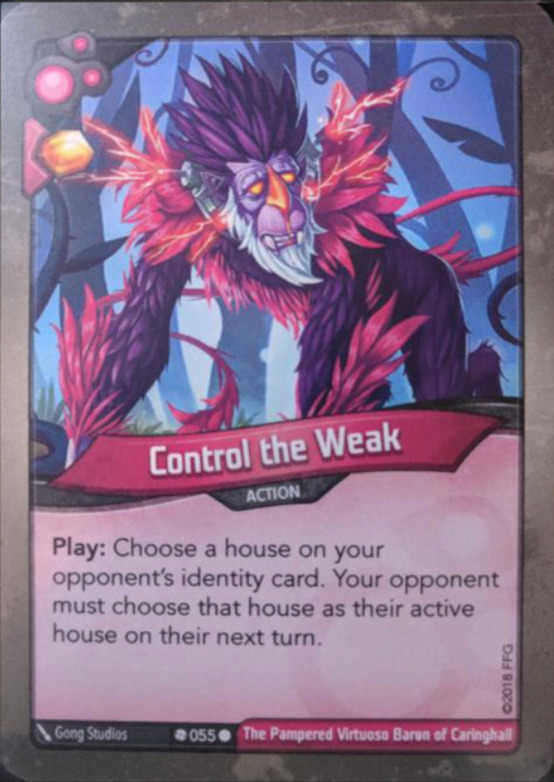 Control the Weak
ACTION
Play: Choose a house on your
opponent's identity card. Your opponent
must choose that house as their active
house on their next turn.
©2018 FFG
Gong Studios
055
The Pampered Virtuoso Baron of Caringhall